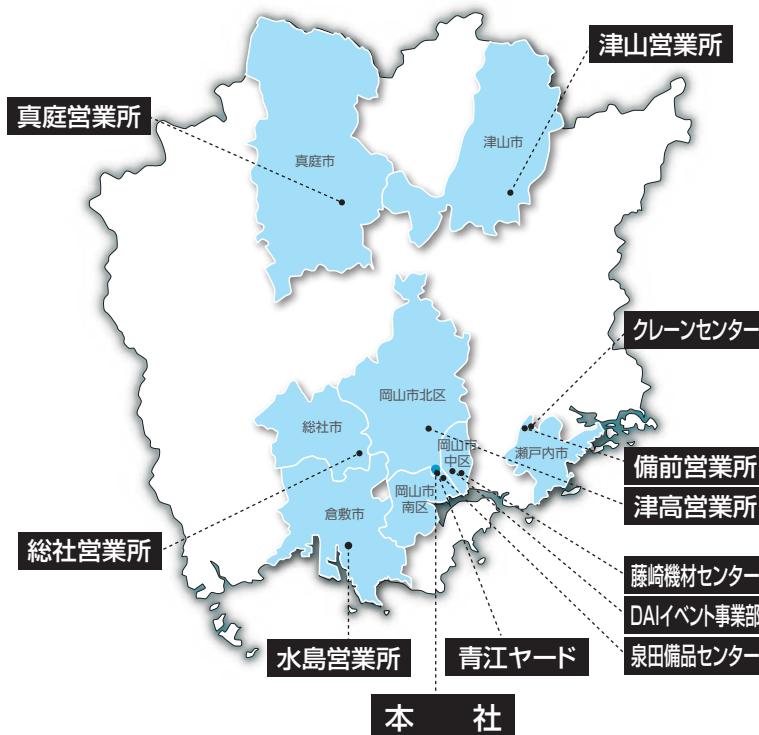 津山営業所
真庭営業所
真庭市
津山市
クレーンセンター
岡山市北区
総社市
岡山市
中区
瀬戸内市
備前営業所
岡山市
南区
津高営業所
倉敷市
総社営業所
藤崎機材センター
DAIイベント事業部
水島営業所
青江ヤード
泉田備品センター
本　社